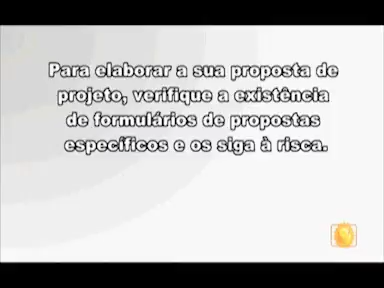 Para elaborar a sua proposta de
projeto, verifique a existência
de formulários de propostas
específicos e os siga à risca.